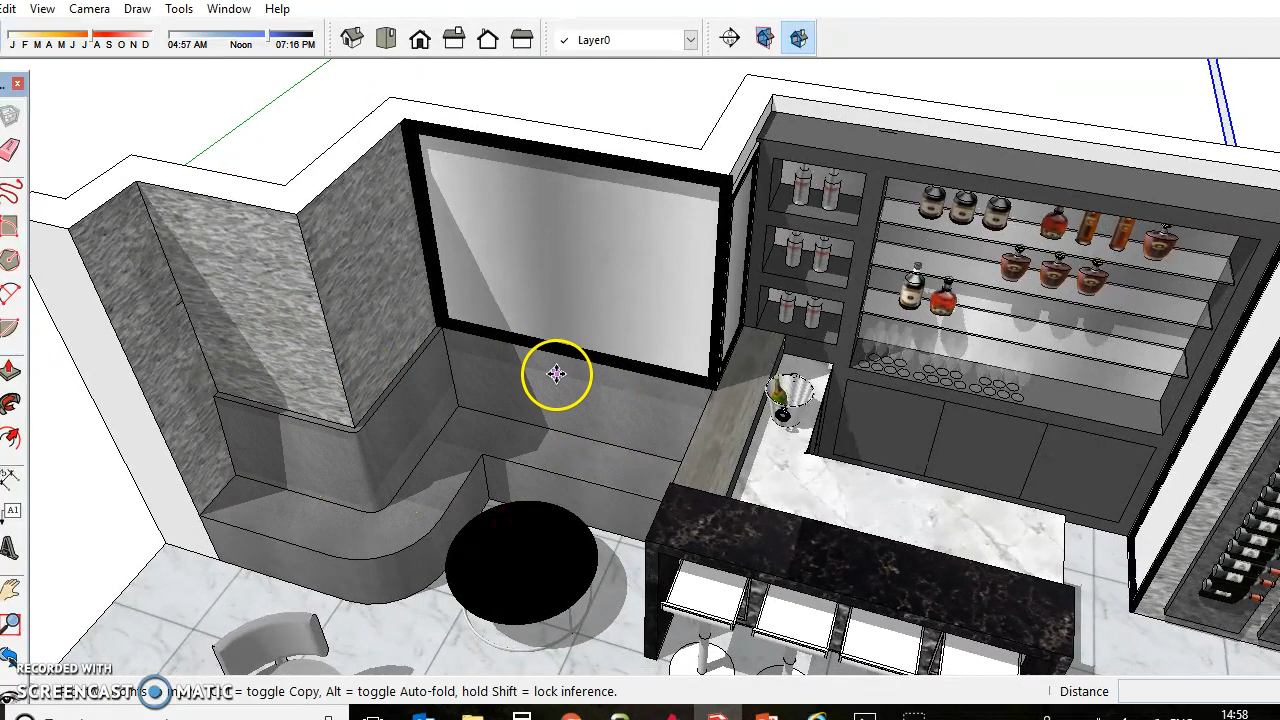 Edit View Camera Draw Tools Window Help
J F M A M J J A S O N D
04:57 AM Noon 07:16 PM
Layer0
A1
RECORDED WITH
SCREENCAST MATIC
= toggle Copy, Alt = toggle Auto-fold, hold Shift = lock inference.
Distance
14:58